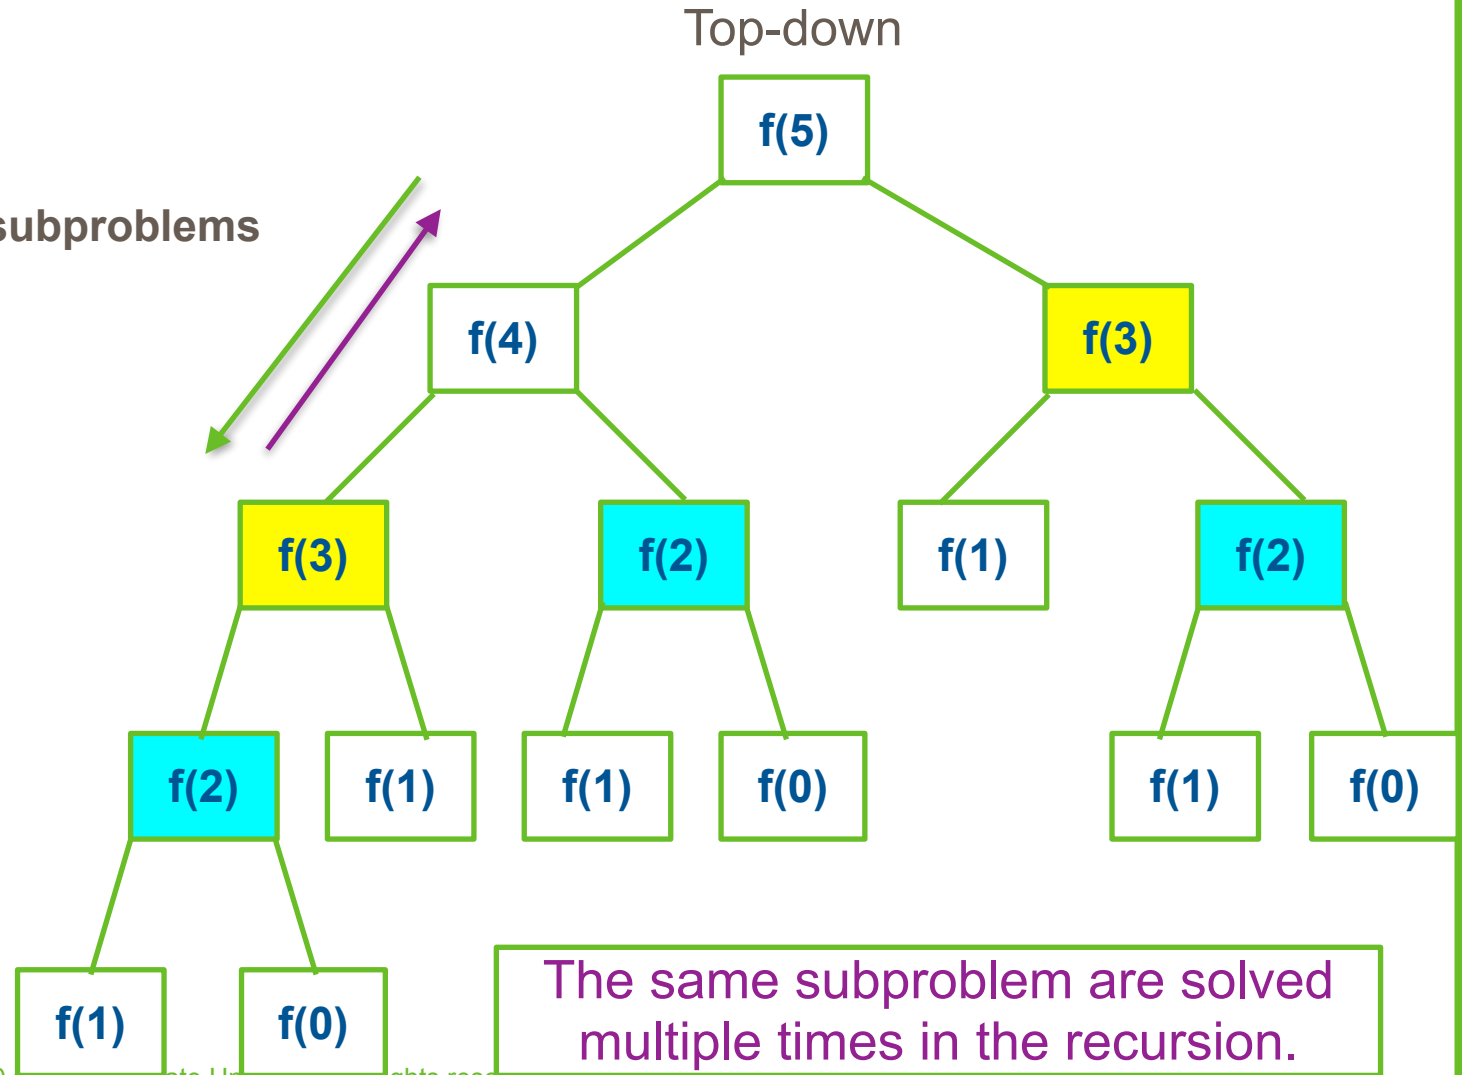 Top-down
f(5)
subproblems
f(4)
f(3)
f(3)
f(2)
f(1)
f(2)
f(2)
f(1)
f(1)
f(0)
f(1)
f(0)
f(1)
f(0)
The same subproblem are solved
multiple times in the recursion.